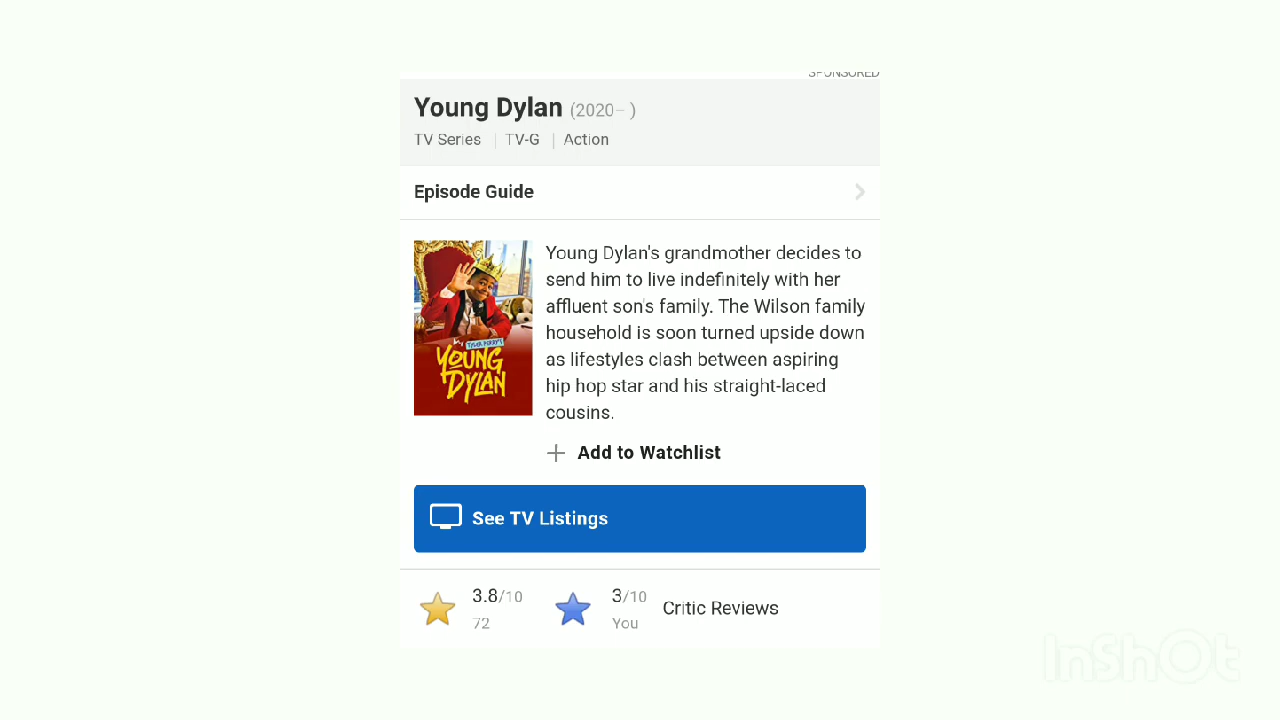 SPONSORED
Young Dylan (2020– )
TV Series | TV-G | Action
Episode Guide
TYLER PERRY'S
YOUNG
DYLAN
Young Dylan's grandmother decides to
send him to live indefinitely with her
affluent son's family. The Wilson family
household is soon turned upside down
as lifestyles clash between aspiring
hip hop star and his straight-laced
cousins.
Add to Watchlist
See TV Listings
3.8/10
72
3/10
You
Critic Reviews
InShOt